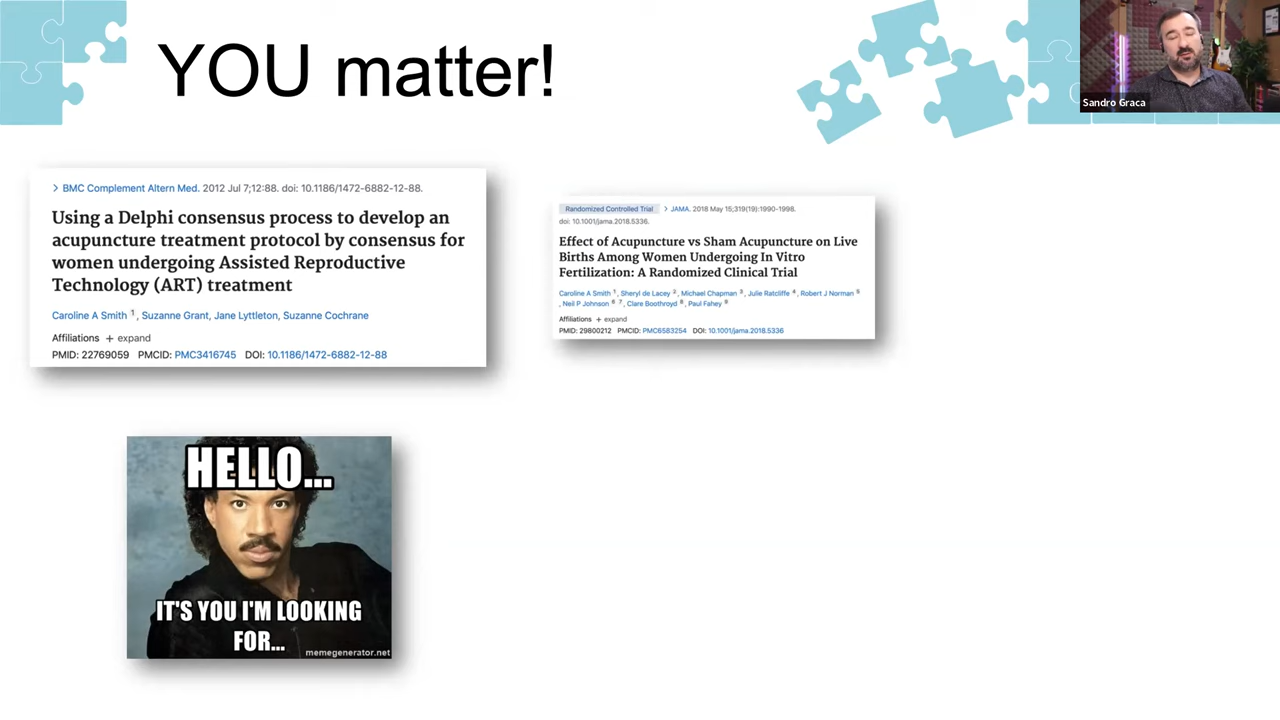 YOU matter!
Sandro Graca
> BMC Complement Altern Med. 2012 Jul 7;12:88. doi: 10.1186/1472-6882-12-88.
Using a Delphi consensus process to develop an
acupuncture treatment protocol by consensus for
women undergoing Assisted Reproductive
Technology (ART) treatment
Caroline A Smith 1, Suzanne Grant, Jane Lyttleton, Suzanne Cochrane
Affiliations + expand
PMID: 22769059 PMCID: PMC3416745 DOI: 10.1186/1472-6882-12-88
Randomized Controlled Trial > JAMA. 2018 May 15;319(19):1990-1998.
doi: 10.1001/jama.2018.5336.
Effect of Acupuncture vs Sham Acupuncture on Live
Births Among Women Undergoing In Vitro
Fertilization: A Randomized Clinical Trial
Caroline A Smith 1, Sheryl de Lacey 2, Michael Chapman 3, Julie Ratcliffe 4, Robert J Norman 5
, Neil P Johnson 6 7, Clare Boothroyd 8, Paul Fahey 9
Affiliations + expand
PMID: 29800212 PMCID: PMC6583254 DOI: 10.1001/jama.2018.5336
HELLO...
IT'S YOU I'M LOOKING
FOR...
memegenerator.net